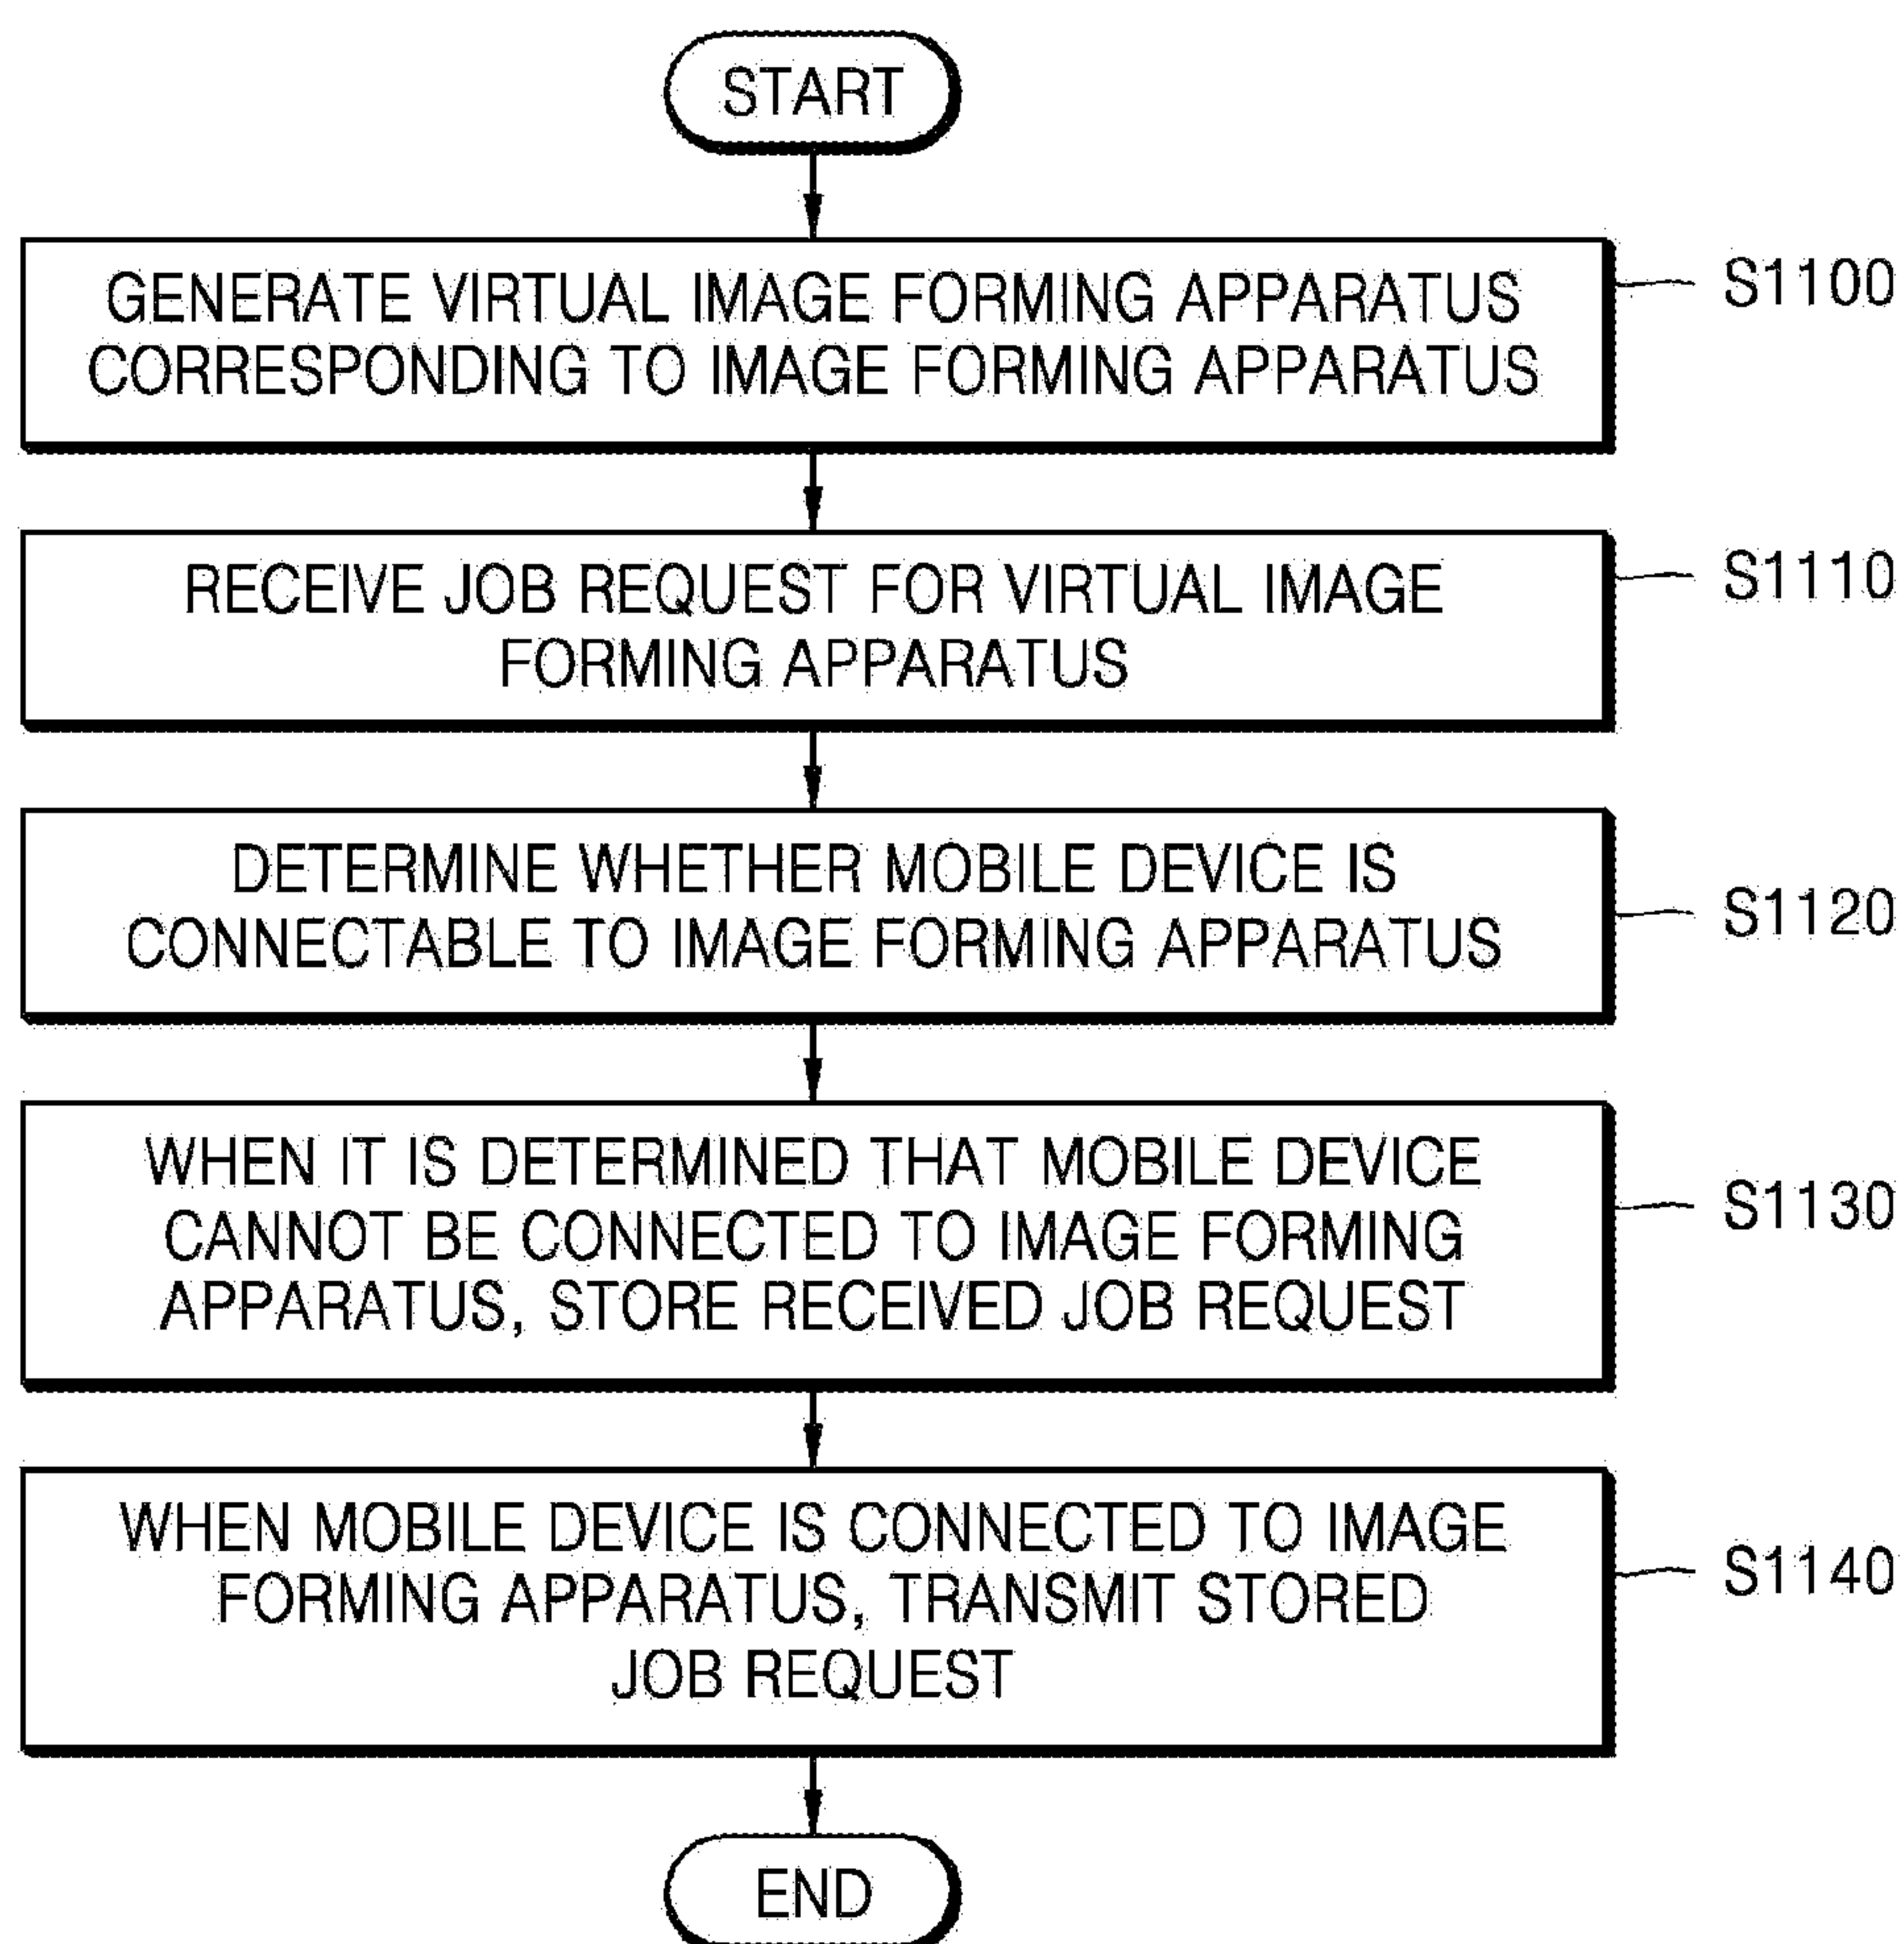 START
GENERATE VIRTUAL IMAGE FORMING APPARATUS
CORRESPONDING TO IMAGE FORMING APPARATUS
S1100
RECEIVE JOB REQUEST FOR VIRTUAL IMAGE
FORMING APPARATUS
S1110
DETERMINE WHETHER MOBILE DEVICE IS
CONNECTABLE TO IMAGE FORMING APPARATUS
S1120
WHEN IT IS DETERMINED THAT MOBILE DEVICE
CANNOT BE CONNECTED TO IMAGE FORMING
APPARATUS, STORE RECEIVED JOB REQUEST
S1130
WHEN MOBILE DEVICE IS CONNECTED TO IMAGE
FORMING APPARATUS, TRANSMIT STORED
JOB REQUEST
S1140
END